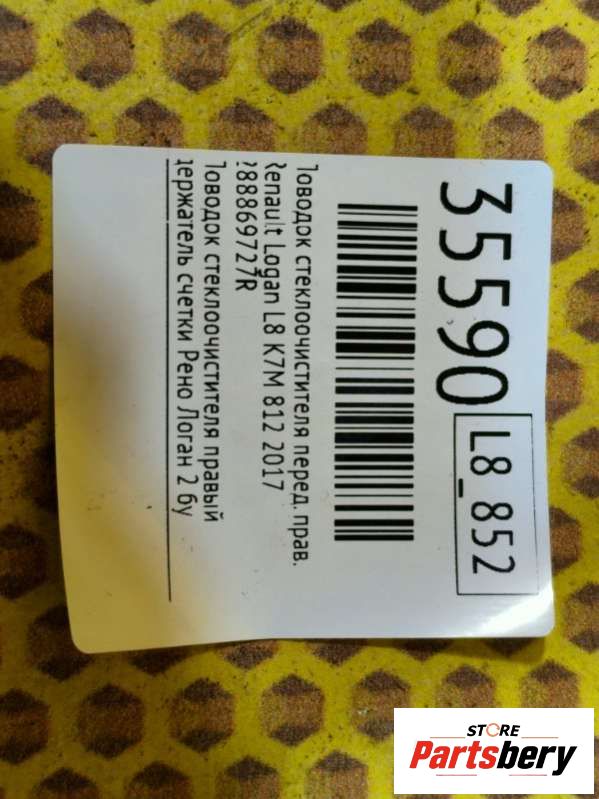 35590
L8_852
Поводок стеклоочистителя перед. прав.
Renault Logan L8 K7M 812 2017
288869727R
Поводок стеклоочистителя правый
держатель счетки Рено Логан 2 бу
STORE
Partsbery